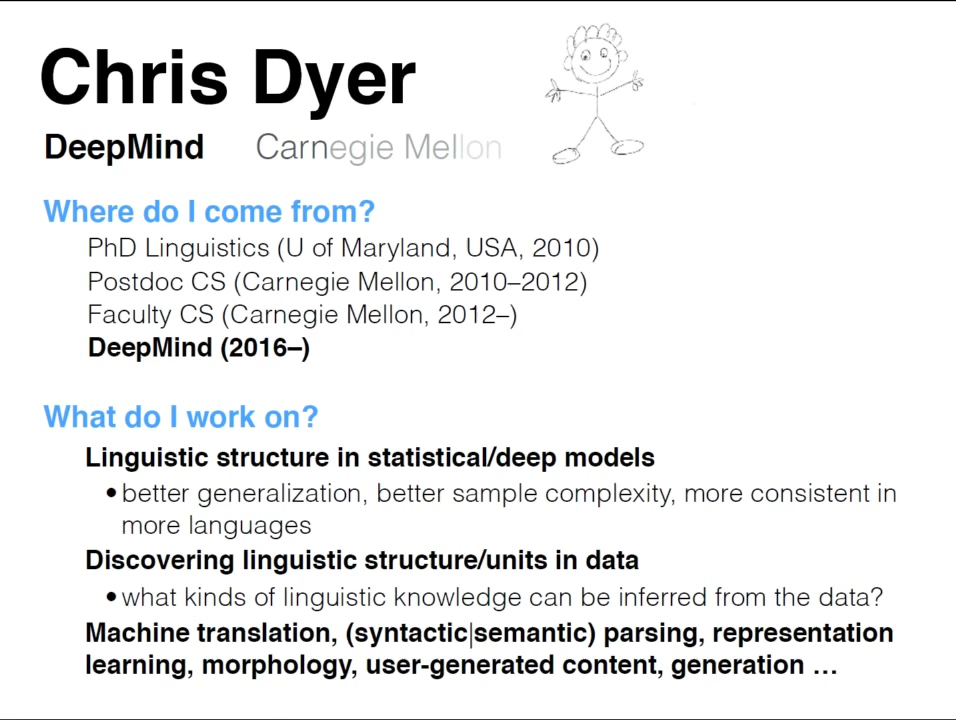 Chris Dyer
DeepMind Carnegie Mellon
Where do I come from?
PhD Linguistics (U of Maryland, USA, 2010)
Postdoc CS (Carnegie Mellon, 2010–2012)
Faculty CS (Carnegie Mellon, 2012–)
DeepMind (2016–)
What do I work on?
Linguistic structure in statistical/deep models
• better generalization, better sample complexity, more consistent in
more languages
Discovering linguistic structure/units in data
• what kinds of linguistic knowledge can be inferred from the data?
Machine translation, (syntactic|semantic) parsing, representation
learning, morphology, user-generated content, generation …